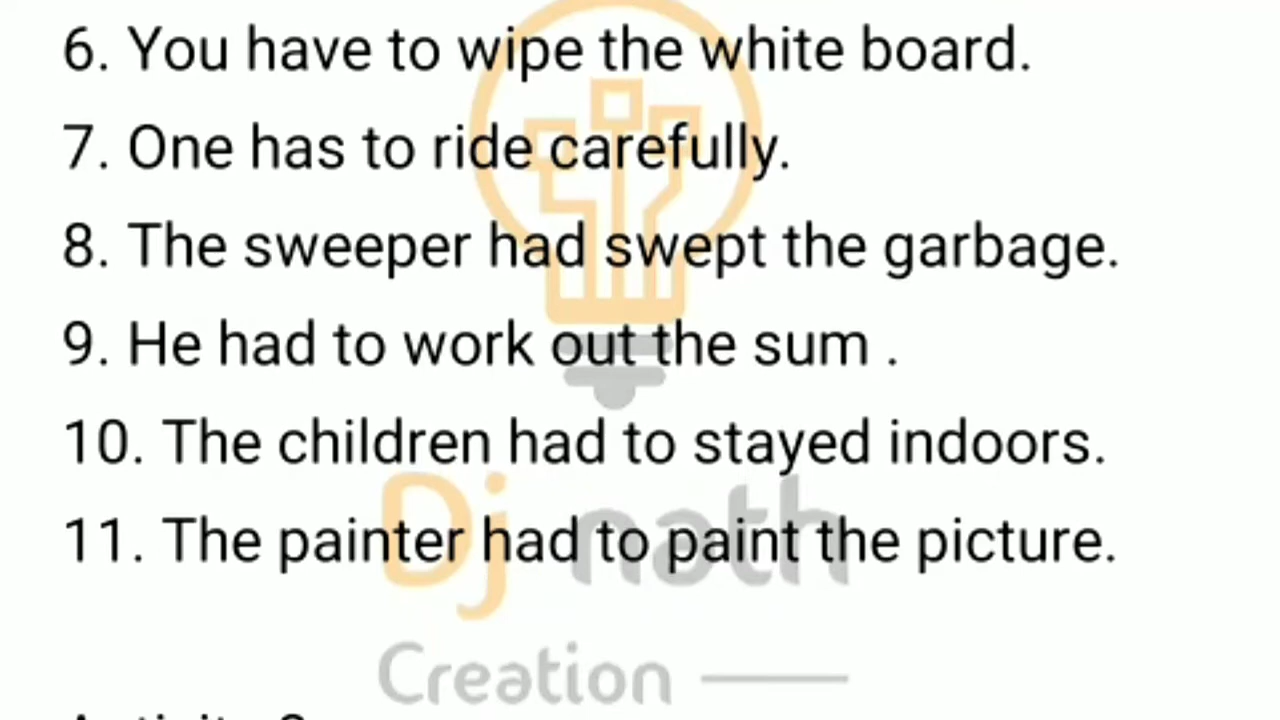 6. You have to wipe the white board.
7. One has to ride carefully.
8. The sweeper had swept the garbage.
9. He had to work out the sum .
10. The children had to stayed indoors.
11. The painter had to paint the picture.
Dj nath
Creation